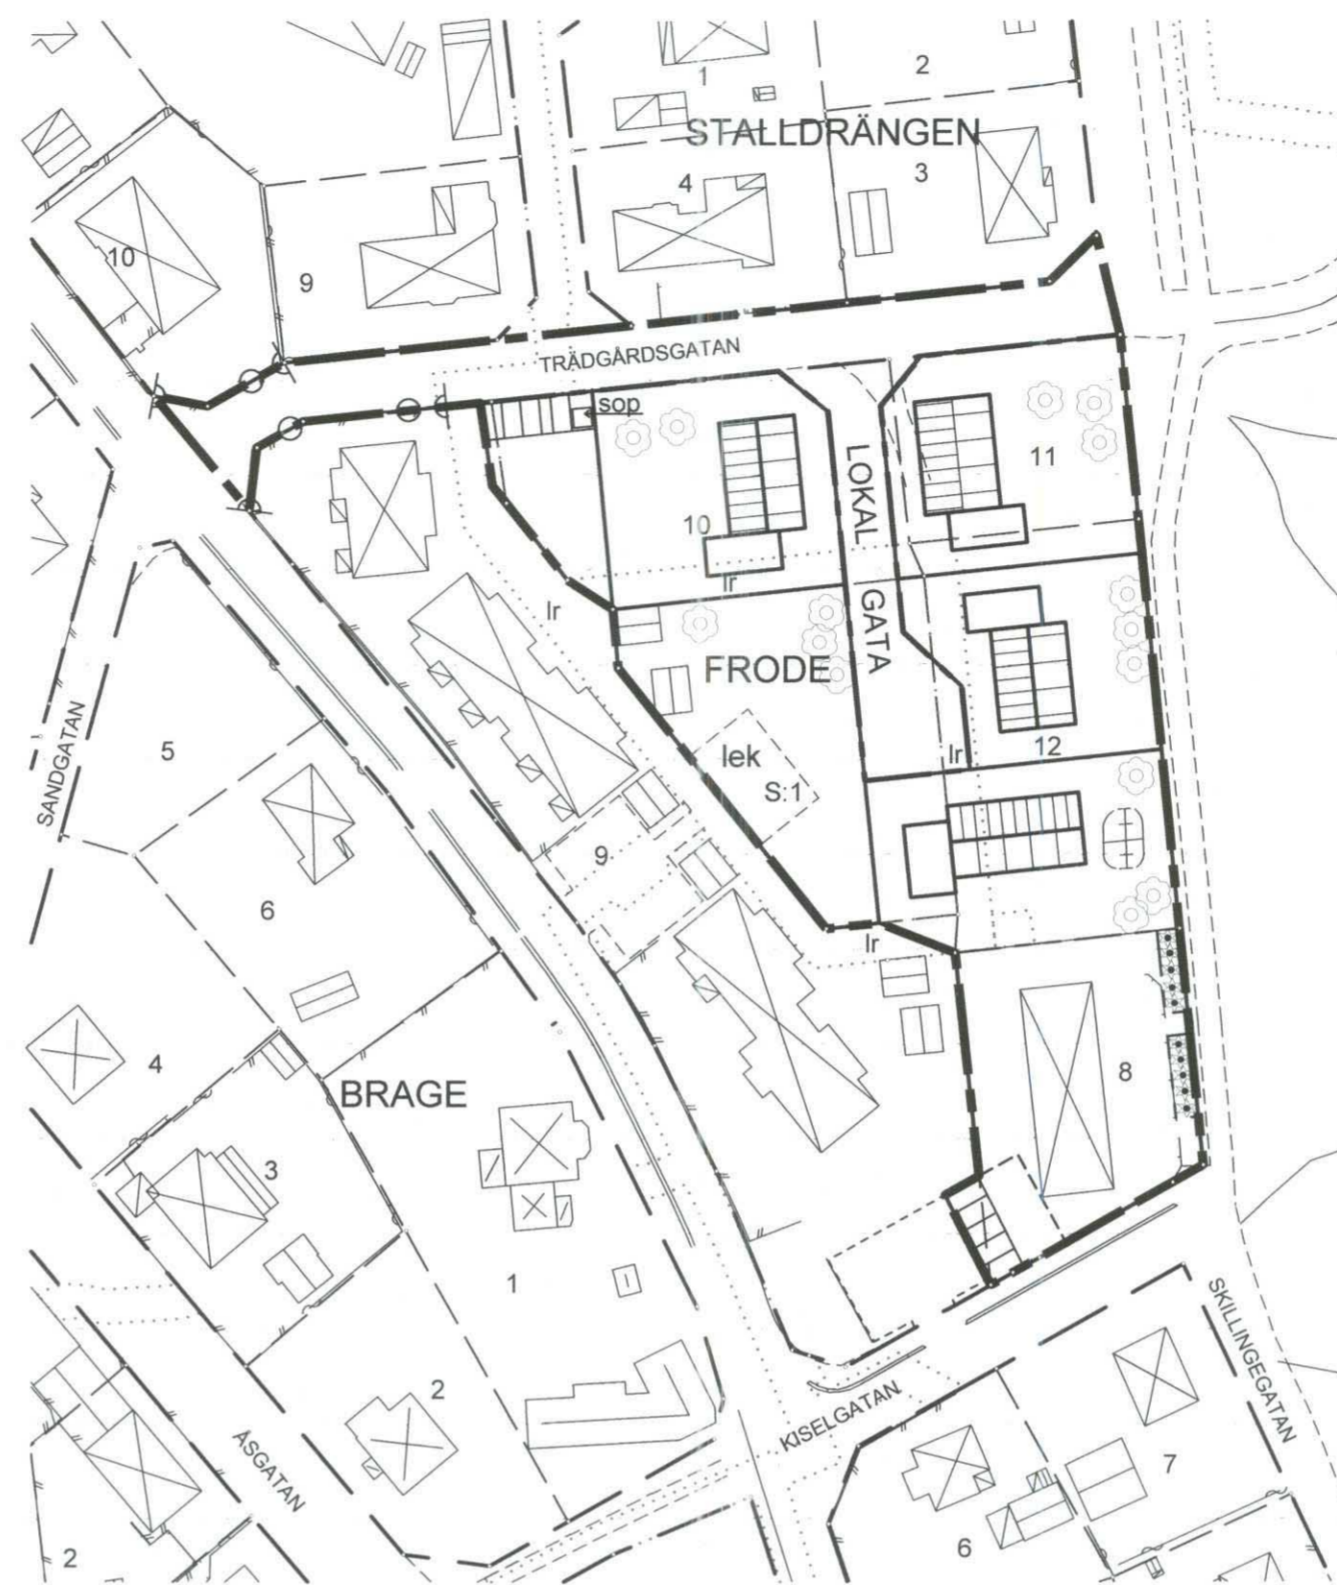 1
2
STALLDRÄNGEN
3
4
10
9
TRÄDGÅRDSGATAN
sop
LOKAL GATA
11
10
lr
lr
FRODE
SANDGATAN
5
lek
S:1
lr
12
9
6
lr
4
8
BRAGE
3
1
SKILLINGEGATAN
2
KISELGATAN
ASGATAN
7
6
2